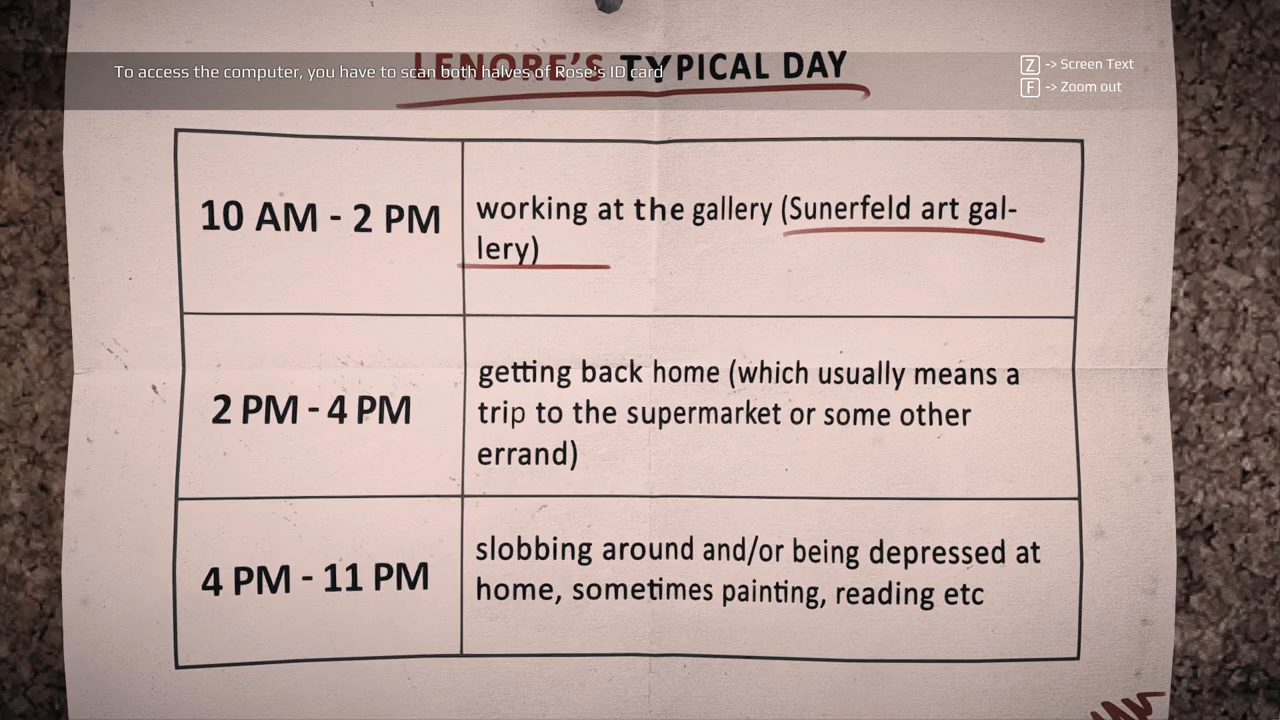 LENORE'S TYPICAL DAY
To access the computer, you have to scan both halves of Rose's ID card
Z -> Screen Text
F -> Zoom out
10 AM - 2 PM
working at the gallery (Sunerfeld art gal-
lery)
2 PM - 4 PM
getting back home (which usually means a
trip to the supermarket or some other
errand)
4 PM - 11 PM
slobbing around and/or being depressed at
home, sometimes painting, reading etc